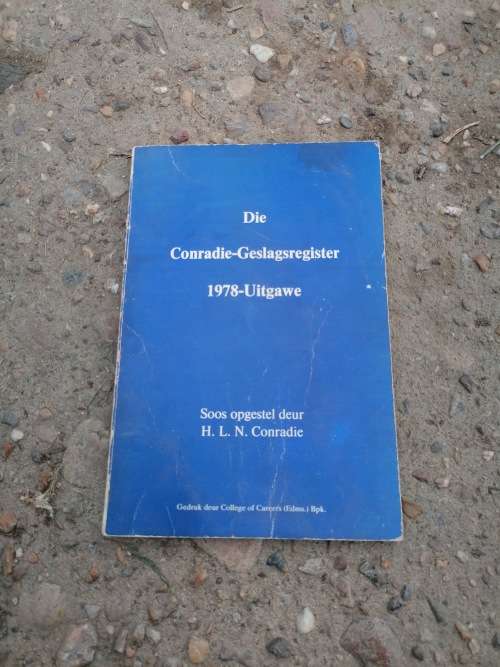 Die
Conradie-Geslagsregister
1978-Uitgawe
Soos opgestel deur
H. L. N. Conradie
Gedruk deur College of Careers (Edms.) Bpk.